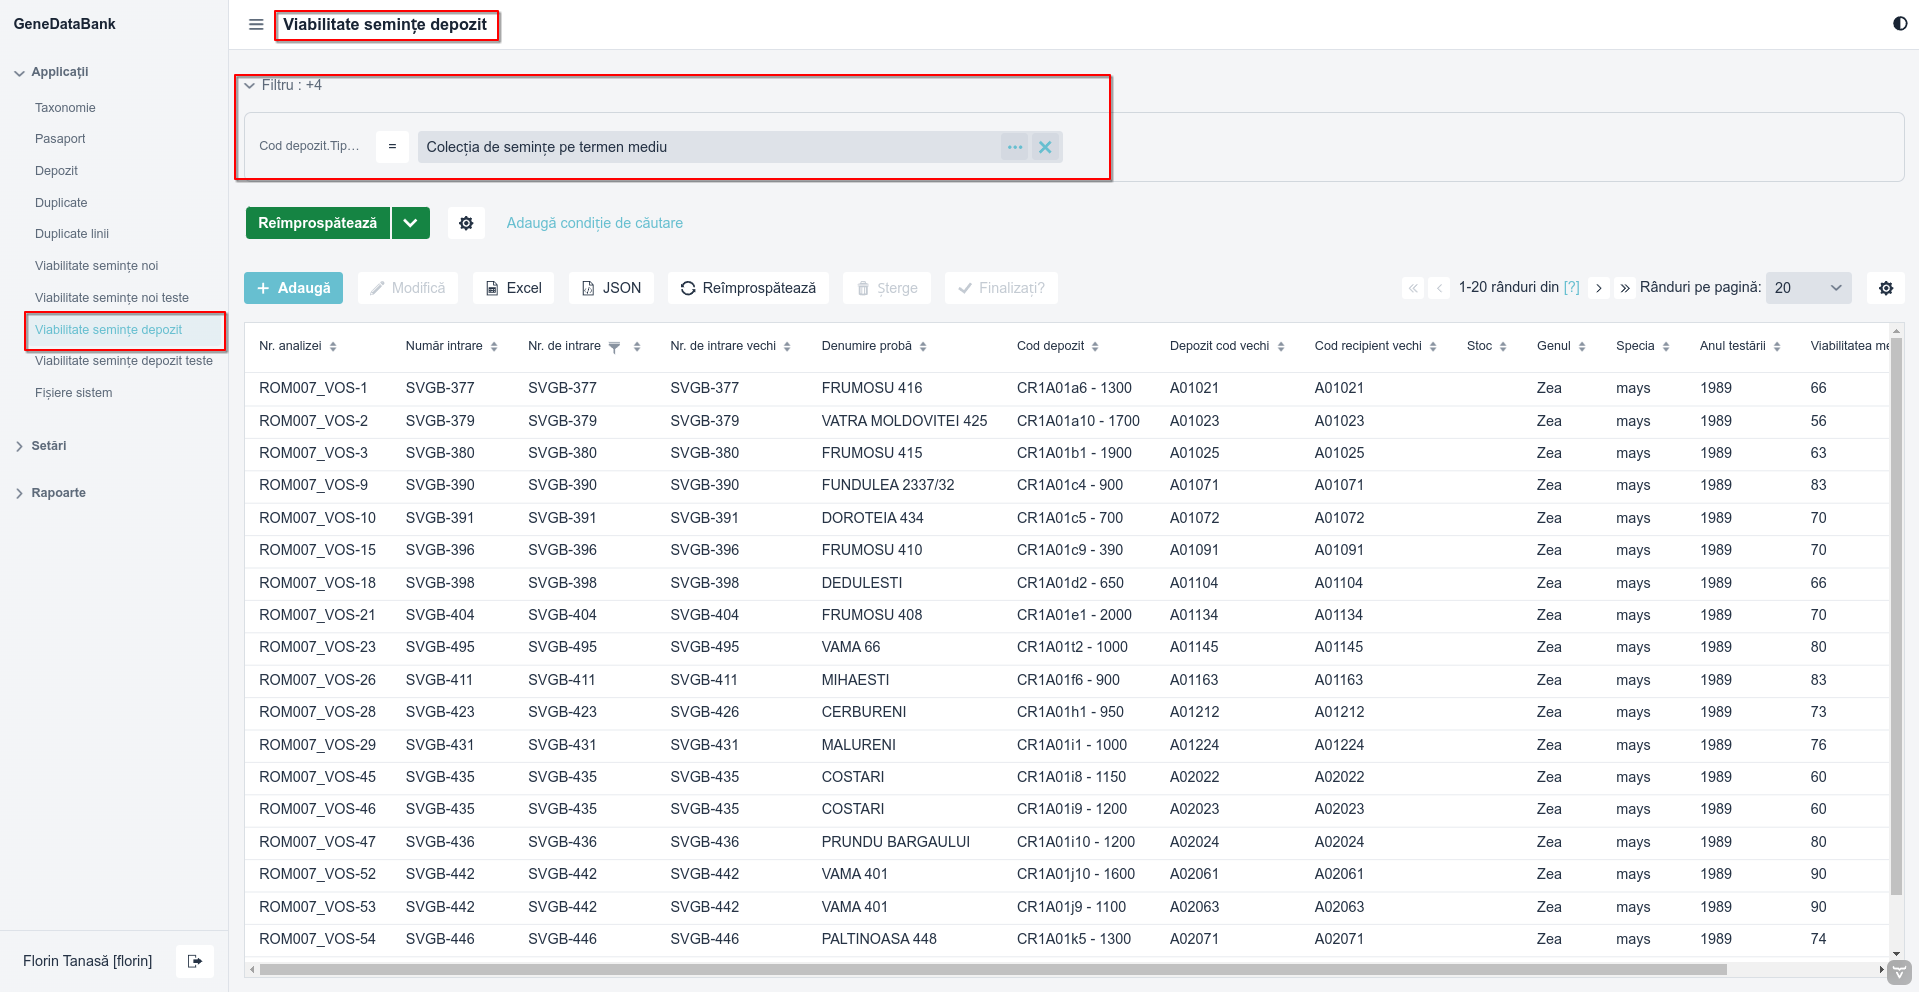 GeneDataBank
Viabilitate semințe depozit
Applicații
Taxonomie
Pasaport
Depozit
Duplicate
Duplicate linii
Viabilitate semințe noi
Viabilitate semințe noi teste
Viabilitate semințe depozit
Viabilitate semințe depozit teste
Fișiere sistem
Setări
Rapoarte
Florin Tanasă [florin]
Filtru : +4
Cod depozit.Tip… = Colecția de semințe pe termen mediu
Reîmprospătează Adaugă condiție de căutare
Adaugă Modifică Excel JSON Reîmprospătează Șterge Finalizați? 1-20 rânduri din [?] Rânduri pe pagină: 20
Nr. analizei Număr intrare Nr. de intrare Nr. de intrare vechi Denumire probă Cod depozit Depozit cod vechi Cod recipient vechi Stoc Genul Specia Anul testării Viabilitatea me
ROM007_VOS-1 SVGB-377 SVGB-377 SVGB-377 FRUMOSU 416 CR1A01a6 - 1300 A01021 A01021 Zea mays 1989 66
ROM007_VOS-2 SVGB-379 SVGB-379 SVGB-379 VATRA MOLDOVITEI 425 CR1A01a10 - 1700 A01023 A01023 Zea mays 1989 56
ROM007_VOS-3 SVGB-380 SVGB-380 SVGB-380 FRUMOSU 415 CR1A01b1 - 1900 A01025 A01025 Zea mays 1989 63
ROM007_VOS-9 SVGB-390 SVGB-390 SVGB-390 FUNDULEA 2337/32 CR1A01c4 - 900 A01071 A01071 Zea mays 1989 83
ROM007_VOS-10 SVGB-391 SVGB-391 SVGB-391 DOROTEIA 434 CR1A01c5 - 700 A01072 A01072 Zea mays 1989 70
ROM007_VOS-15 SVGB-396 SVGB-396 SVGB-396 FRUMOSU 410 CR1A01c9 - 390 A01091 A01091 Zea mays 1989 70
ROM007_VOS-18 SVGB-398 SVGB-398 SVGB-398 DEDULESTI CR1A01d2 - 650 A01104 A01104 Zea mays 1989 66
ROM007_VOS-21 SVGB-404 SVGB-404 SVGB-404 FRUMOSU 408 CR1A01e1 - 2000 A01134 A01134 Zea mays 1989 70
ROM007_VOS-23 SVGB-495 SVGB-495 SVGB-495 VAMA 66 CR1A01t2 - 1000 A01145 A01145 Zea mays 1989 80
ROM007_VOS-26 SVGB-411 SVGB-411 SVGB-411 MIHAESTI CR1A01f6 - 900 A01163 A01163 Zea mays 1989 83
ROM007_VOS-28 SVGB-423 SVGB-423 SVGB-426 CERBURENI CR1A01h1 - 950 A01212 A01212 Zea mays 1989 73
ROM007_VOS-29 SVGB-431 SVGB-431 SVGB-431 MALURENI CR1A01i1 - 1000 A01224 A01224 Zea mays 1989 76
ROM007_VOS-45 SVGB-435 SVGB-435 SVGB-435 COSTARI CR1A01i8 - 1150 A02022 A02022 Zea mays 1989 60
ROM007_VOS-46 SVGB-435 SVGB-435 SVGB-435 COSTARI CR1A01i9 - 1200 A02023 A02023 Zea mays 1989 60
ROM007_VOS-47 SVGB-436 SVGB-436 SVGB-436 PRUNDU BARGAULUI CR1A01i10 - 1200 A02024 A02024 Zea mays 1989 80
ROM007_VOS-52 SVGB-442 SVGB-442 SVGB-442 VAMA 401 CR1A01j10 - 1600 A02061 A02061 Zea mays 1989 90
ROM007_VOS-53 SVGB-442 SVGB-442 SVGB-442 VAMA 401 CR1A01j9 - 1100 A02063 A02063 Zea mays 1989 90
ROM007_VOS-54 SVGB-446 SVGB-446 SVGB-446 PALTINOASA 448 CR1A01k5 - 1300 A02071 A02071 Zea mays 1989 74